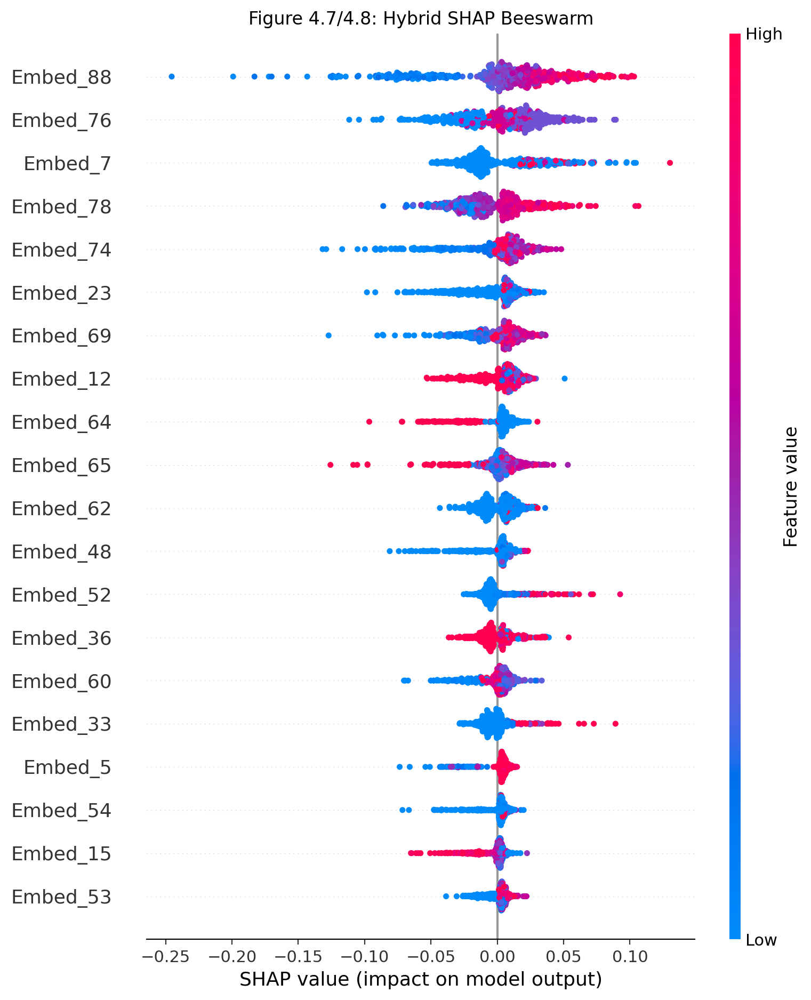 Figure 4.7/4.8: Hybrid SHAP Beeswarm
High
Embed_88
Embed_76
Embed_7
Embed_78
Embed_74
Embed_23
Embed_69
Embed_12
Embed_64
Embed_65
Embed_62
Embed_48
Embed_52
Embed_36
Embed_60
Embed_33
Embed_5
Embed_54
Embed_15
Embed_53
Feature value
Low
−0.25 −0.20 −0.15 −0.10 −0.05 0.00 0.05 0.10
SHAP value (impact on model output)